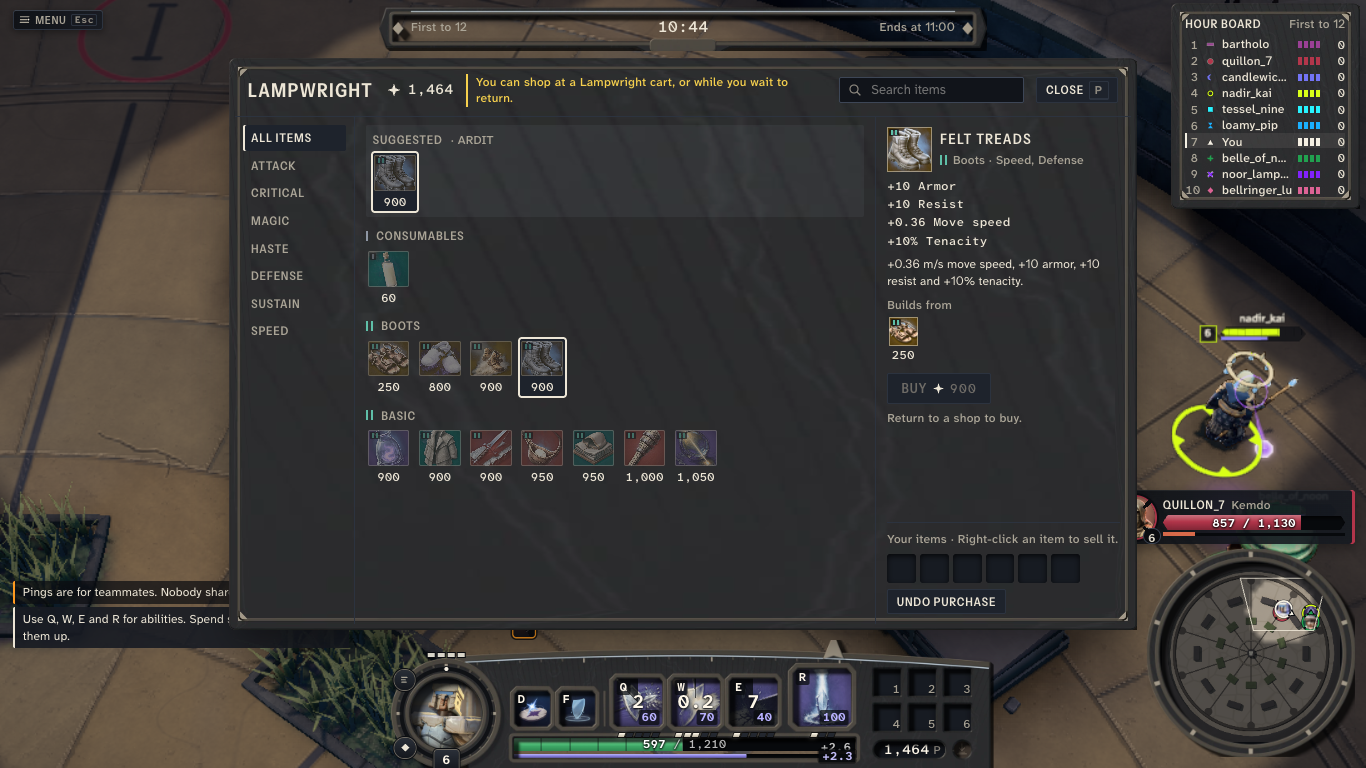 MENU Esc
First to 12
10:44
Ends at 11:00
HOUR BOARD First to 12
1 bartholo 0
2 quillon_7 0
3 candlewic... 0
4 nadir_kai 0
5 tessel_nine 0
6 loamy_pip 0
7 You 0
8 belle_of_n... 0
9 noor_lamp... 0
10 bellringer_lu 0
LAMPWRIGHT 1,464
You can shop at a Lampwright cart, or while you wait to
return.
Search items
CLOSE P
ALL ITEMS
ATTACK
CRITICAL
MAGIC
HASTE
DEFENSE
SUSTAIN
SPEED
SUGGESTED · ARDIT
900
CONSUMABLES
60
BOOTS
250 800 900 900
BASIC
900 900 900 950 950 1,000 1,050
FELT TREADS
Boots · Speed, Defense
+10 Armor
+10 Resist
+0.36 Move speed
+10% Tenacity
+0.36 m/s move speed, +10 armor, +10
resist and +10% tenacity.
Builds from
250
BUY 900
Return to a shop to buy.
Your items · Right-click an item to sell it.
UNDO PURCHASE
nadir_kai
6
QUILLON_7 Kemdo
857 / 1,130
6
Pings are for teammates. Nobody shar
Use Q, W, E and R for abilities. Spend
them up.
D F
Q 2 60
W 0.2 70
E 7 40
R 100
1 2 3
4 5 6
597 / 1,210 +2.6
+2.3
6
1,464 P